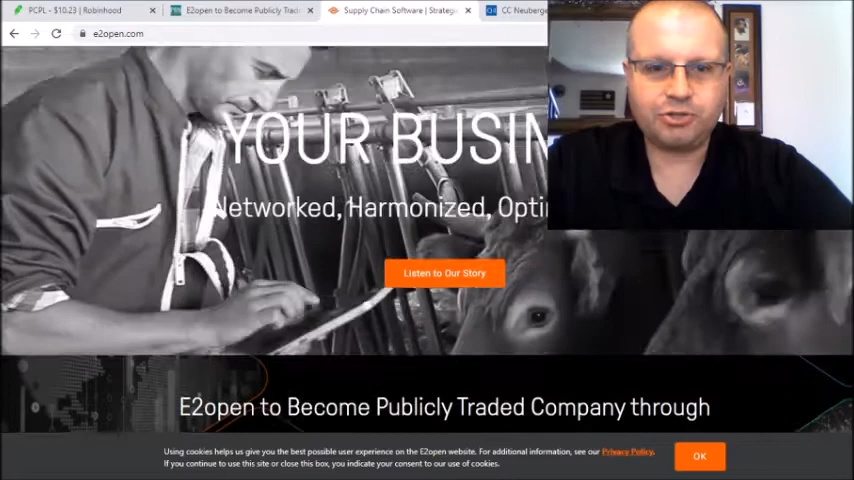 PCPL - $10.23 | Robinhood
E2open to Become Publicly Trad
Supply Chain Software | Strategi
CC Neuberge
e2open.com
YOUR BUSIN
Networked, Harmonized, Opti
Listen to Our Story
E2open to Become Publicly Traded Company through
Using cookies helps us give you the best possible user experience on the E2open website. For additional information, see our Privacy Policy.
If you continue to use this site or close this box, you indicate your consent to our use of cookies.
OK